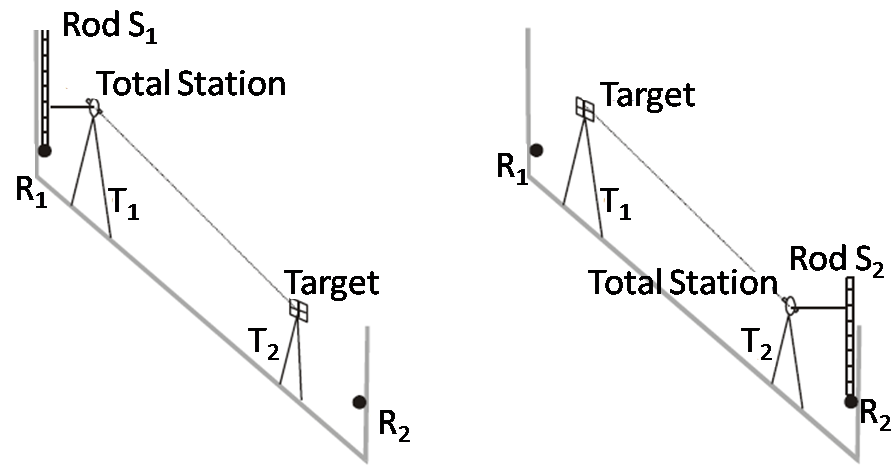 Rod S₁
Total Station
R₁
T₁
Target
T₂
R₂
Target
R₁
T₁
Rod S₂
Total Station
T₂
R₂